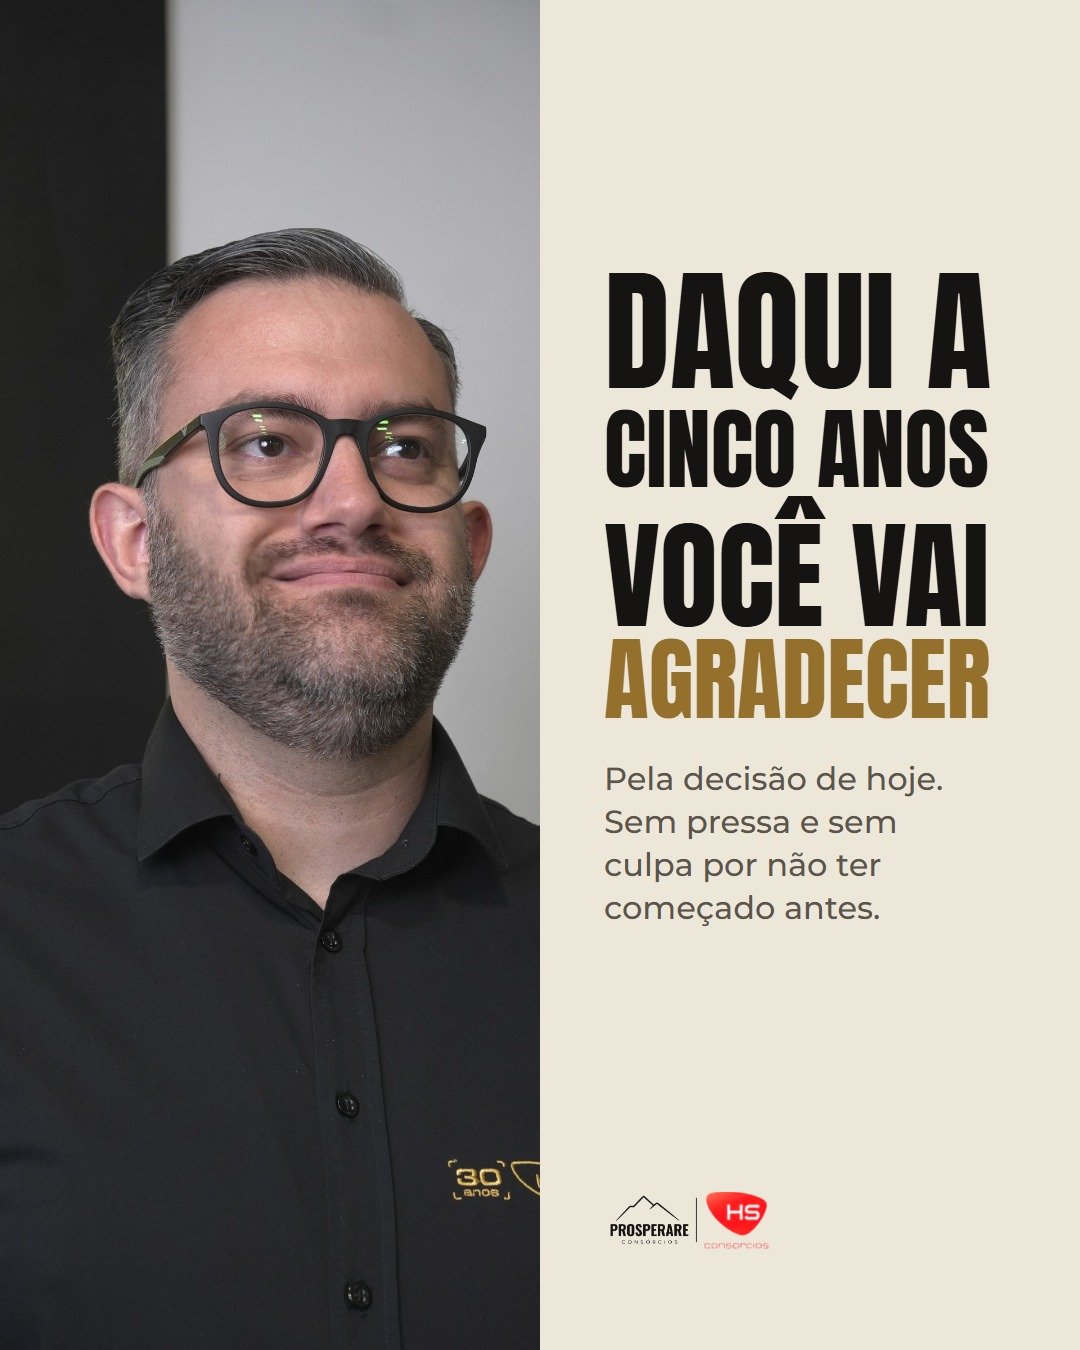 DAQUI A
CINCO ANOS
VOCÊ VAI
AGRADECER
Pela decisão de hoje.
Sem pressa e sem
culpa por não ter
começado antes.
30
anos
PROSPERARE
CONSÓRCIOS
HS
consórcios